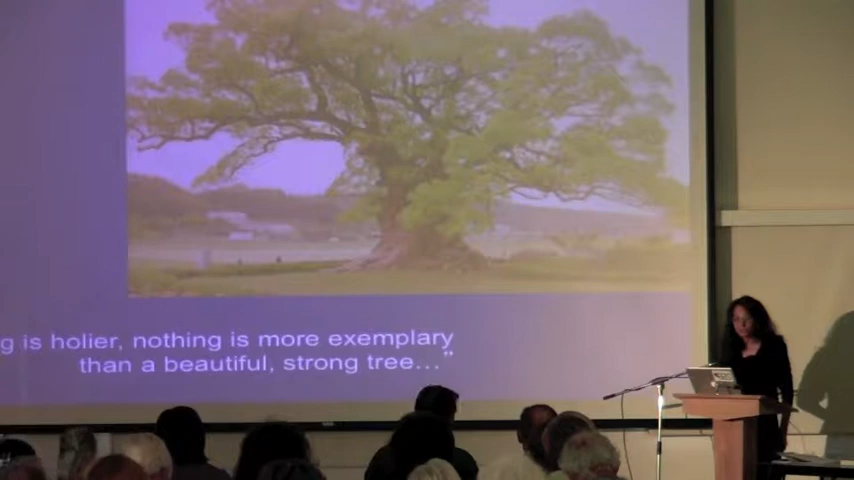 g is holier, nothing is more exemplary
than a beautiful, strong tree…”